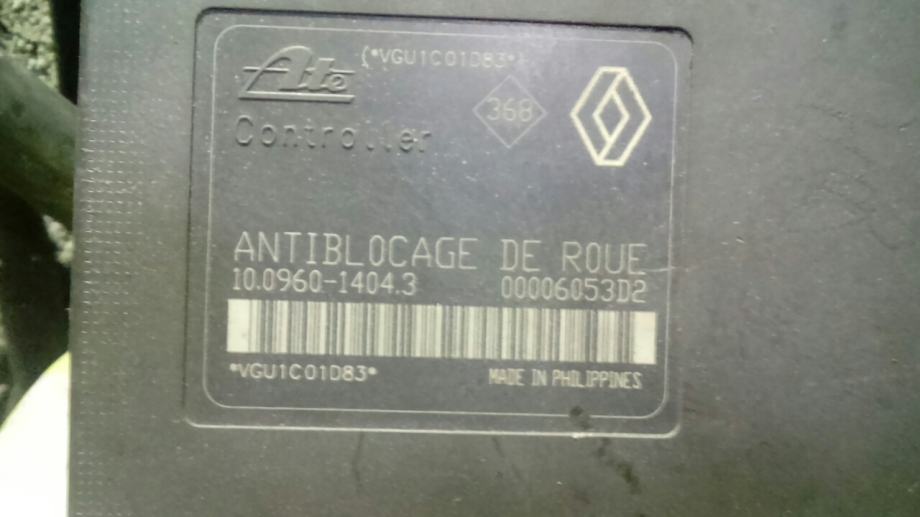 Ate (*VGU1C01D83*)
368
Controller
ANTIBLOCAGE DE ROUE
10.0960-1404.3 00006053D2
*VGU1C01D83*
MADE IN PHILIPPINES